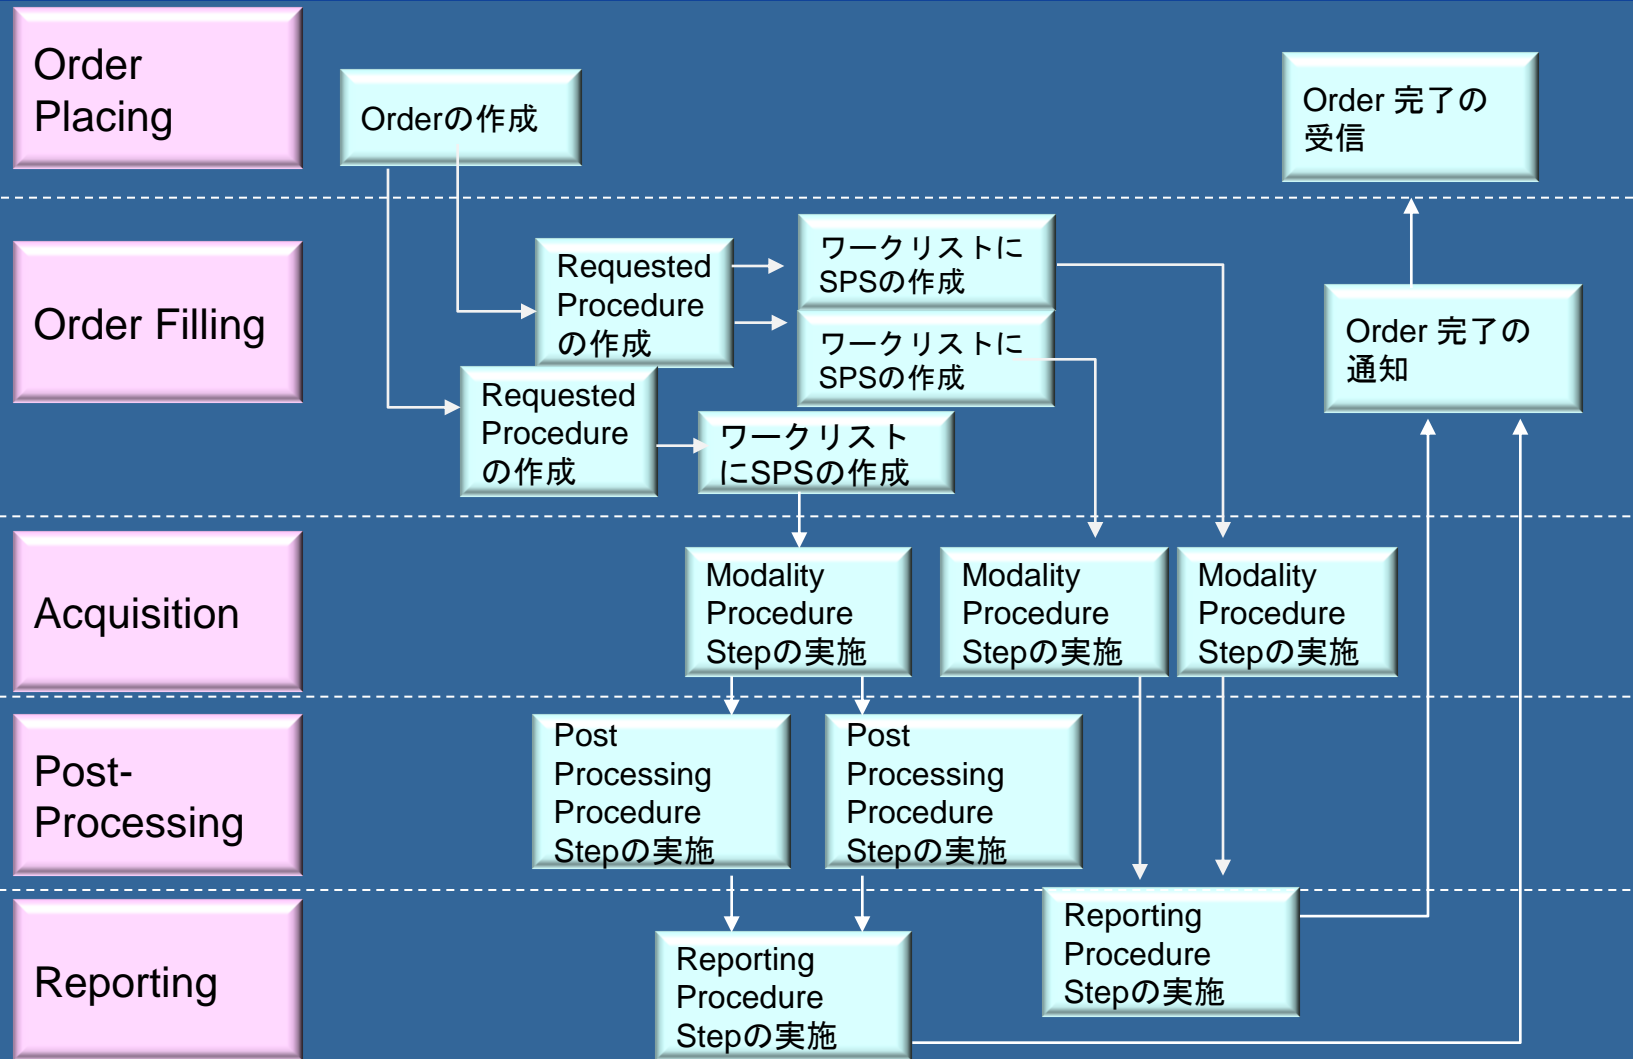 Order
Placing
Orderの作成
Order 完了の
受信
Order Filling
Requested
Procedure
の作成
ワークリストに
SPSの作成
ワークリストに
SPSの作成
Order 完了の
通知
Requested
Procedure
の作成
ワークリスト
にSPSの作成
Acquisition
Modality
Procedure
Stepの実施
Modality
Procedure
Stepの実施
Modality
Procedure
Stepの実施
Post-
Processing
Post
Processing
Procedure
Stepの実施
Post
Processing
Procedure
Stepの実施
Reporting
Reporting
Procedure
Stepの実施
Reporting
Procedure
Stepの実施